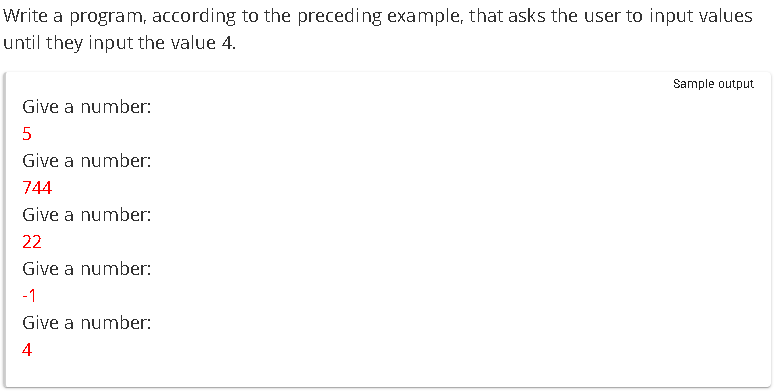 Write a program, according to the preceding example, that asks the user to input values
until they input the value 4.
Sample output
Give a number:
5
Give a number:
744
Give a number:
22
Give a number:
-1
Give a number:
4